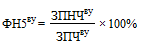 ФН5ву = ЗПНЧву / ЗПЧву × 100%